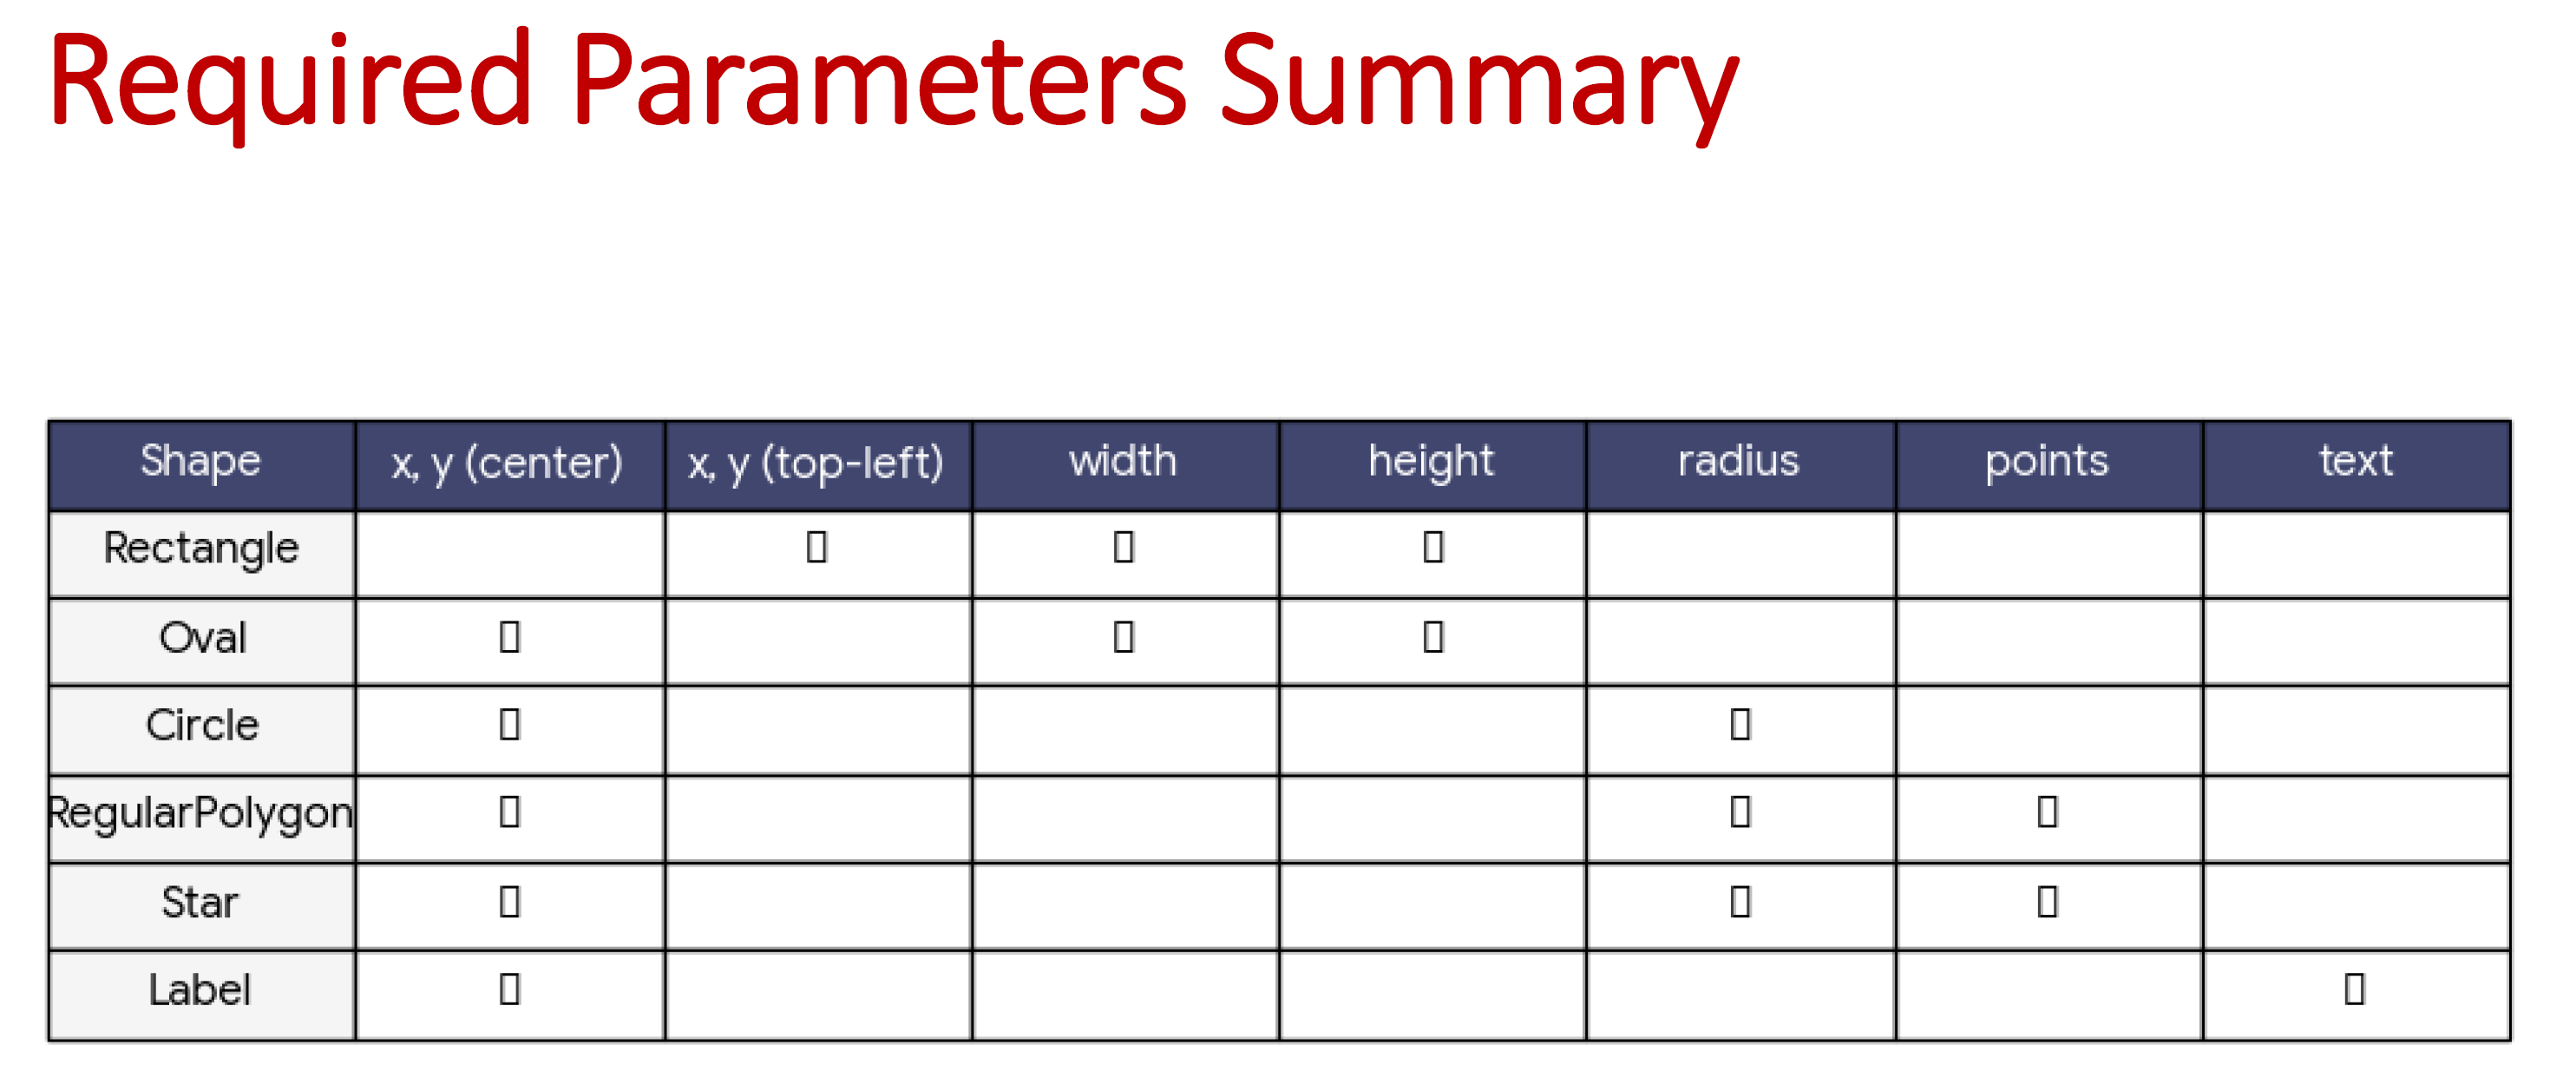 Required Parameters Summary
Shape x, y (center) x, y (top-left) width height radius points text
Rectangle ▯ ▯ ▯
Oval ▯ ▯ ▯
Circle ▯ ▯
RegularPolygon ▯ ▯ ▯
Star ▯ ▯ ▯
Label ▯ ▯